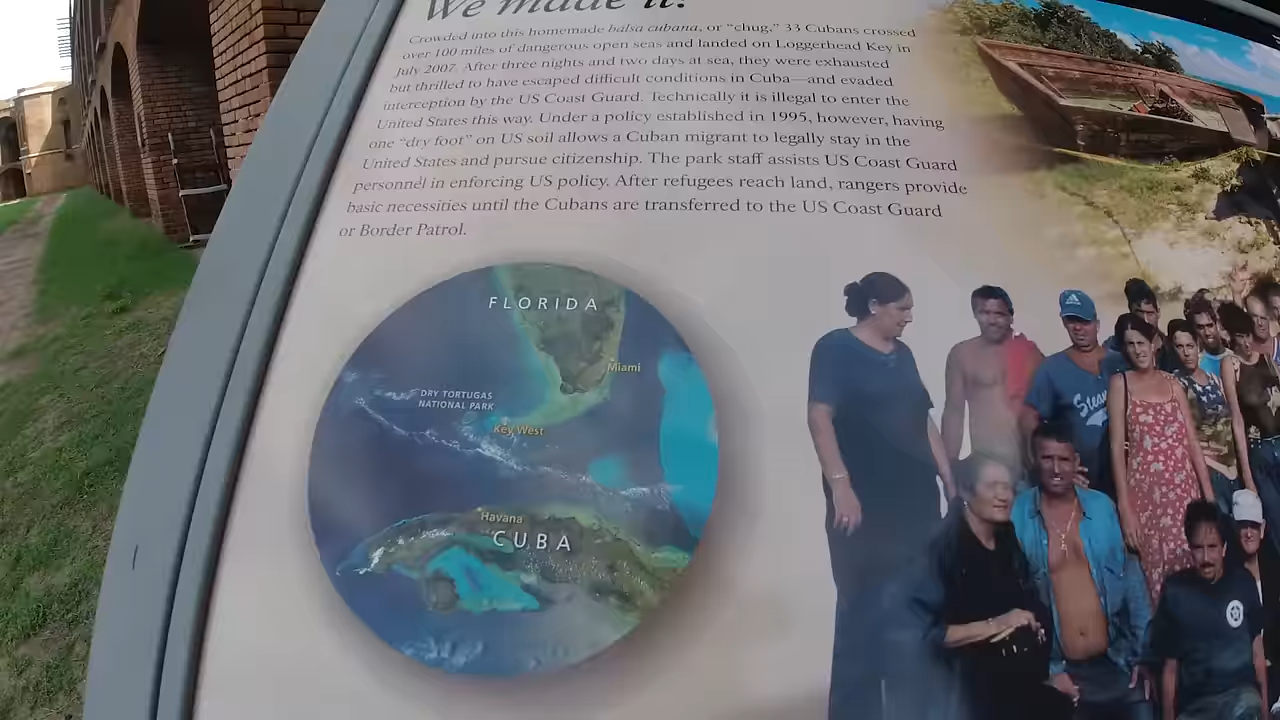 We made it!
Crowded into this homemade balsa cubana, or “chug,” 33 Cubans crossed
over 100 miles of dangerous open seas and landed on Loggerhead Key in
July 2007. After three nights and two days at sea, they were exhausted
but thrilled to have escaped difficult conditions in Cuba—and evaded
interception by the US Coast Guard. Technically it is illegal to enter the
United States this way. Under a policy established in 1995, however, having
one “dry foot” on US soil allows a Cuban migrant to legally stay in the
United States and pursue citizenship. The park staff assists US Coast Guard
personnel in enforcing US policy. After refugees reach land, rangers provide
basic necessities until the Cubans are transferred to the US Coast Guard
or Border Patrol.
FLORIDA
Miami
DRY TORTUGAS
NATIONAL PARK
Key West
Havana
CUBA